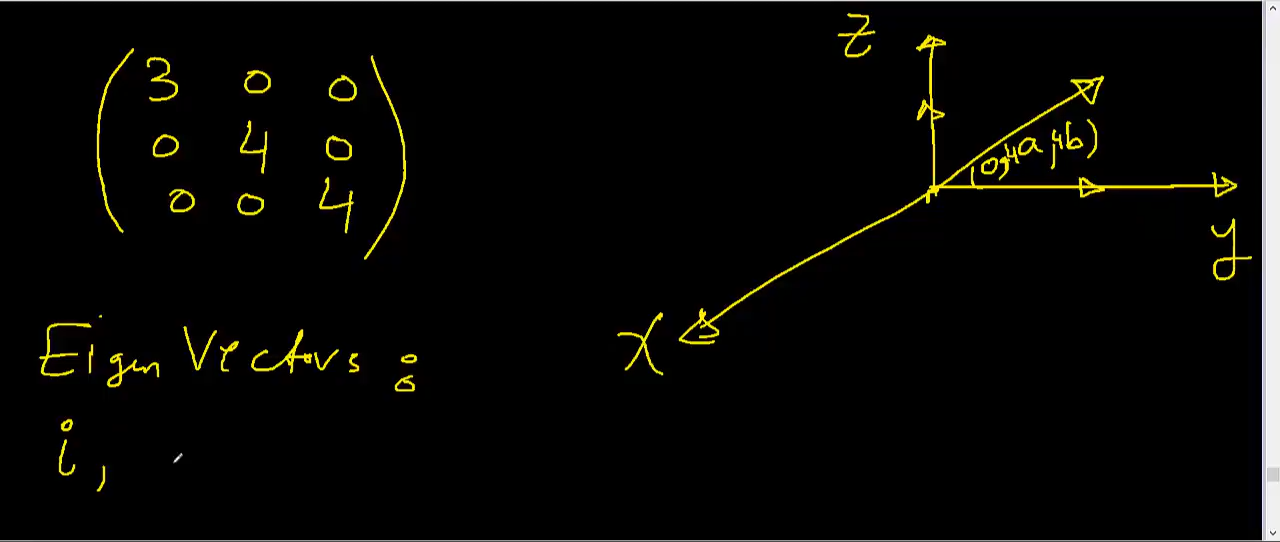 3 0 0
0 4 0
0 0 4
Eigen Vectors :
i,
z
(0,4a,4b)
y
x